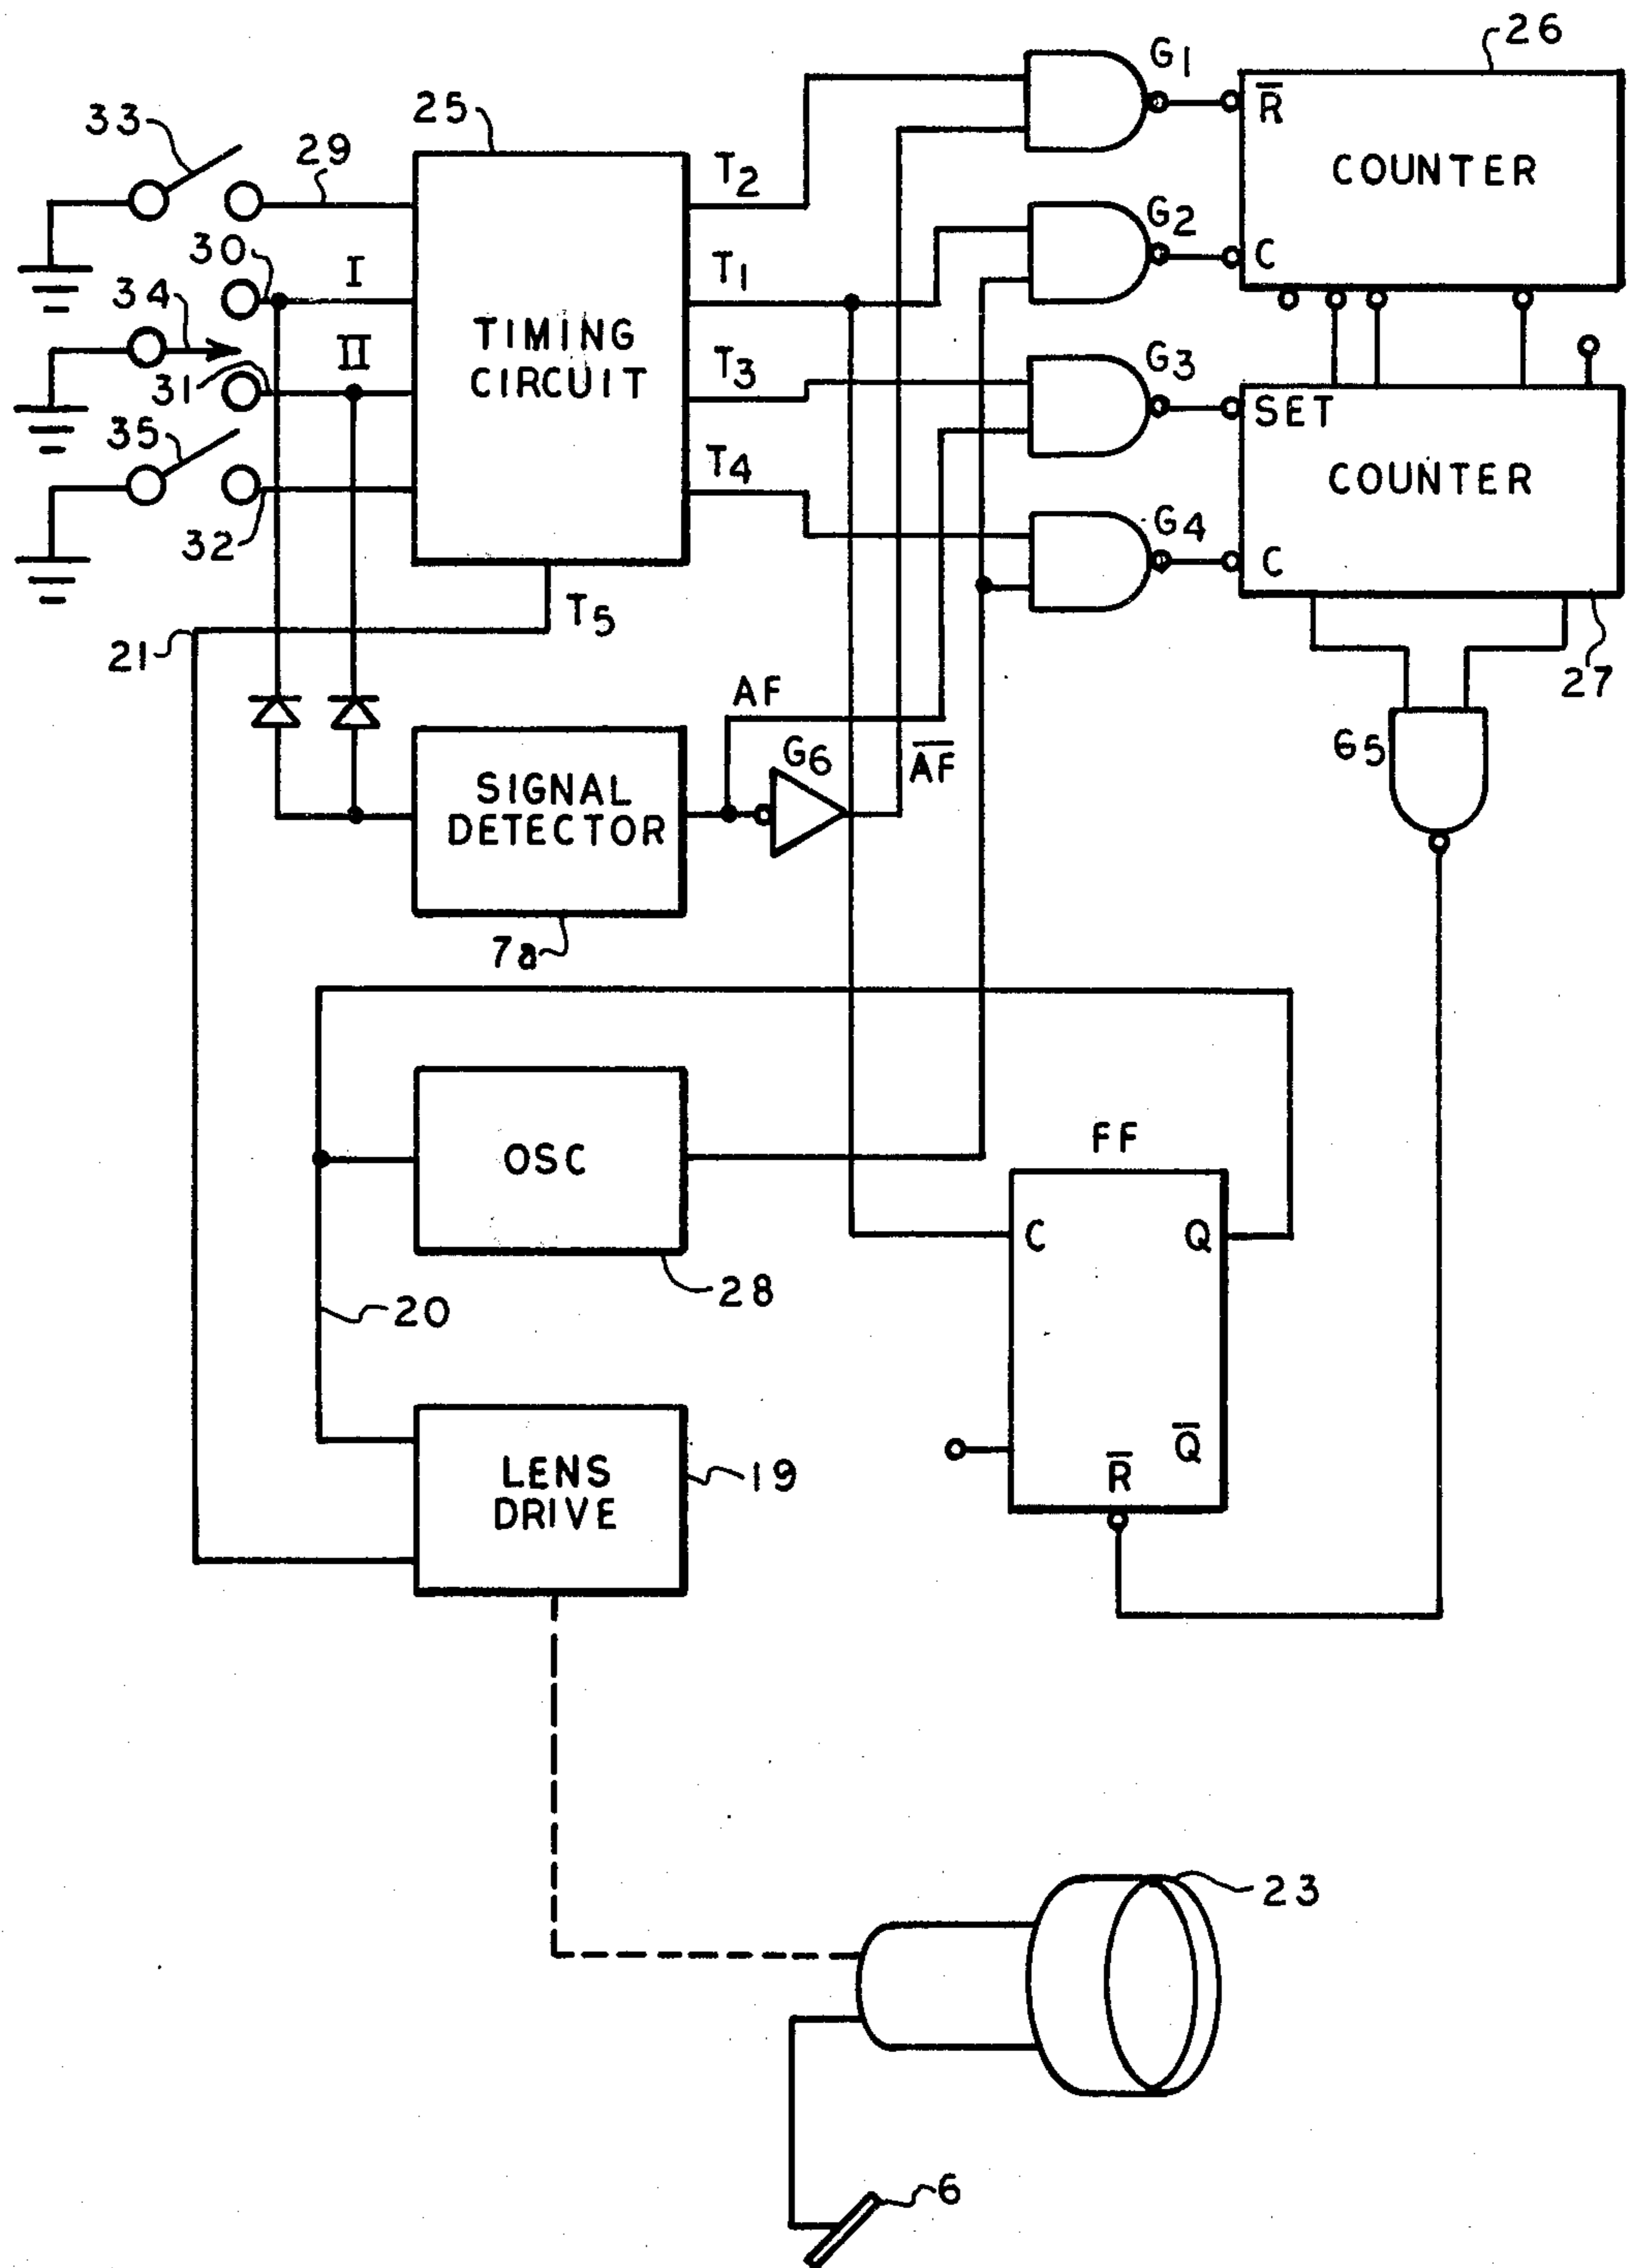 26
G1
R̅
COUNTER
C
33
29
25
T2
30
I
G2
T1
34
II
TIMING
CIRCUIT
G3
T3
31
SET
COUNTER
35
T4
G4
C
32
T5
21
27
AF
G5
G6
A̅F̅
SIGNAL
DETECTOR
7a
FF
OSC
C
Q
28
20
LENS
DRIVE
19
R̅
Q̅
23
6